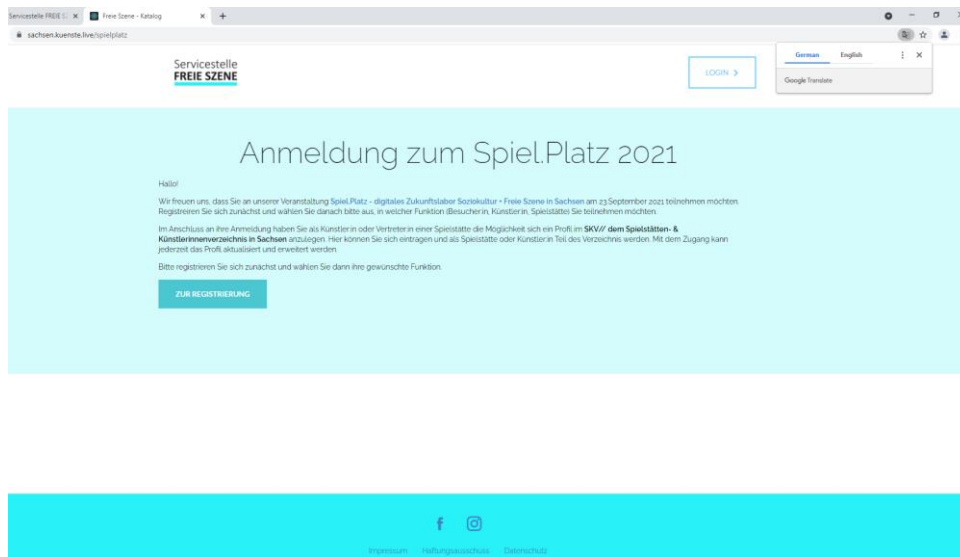 Servicestelle FREIE S
Freie Szene - Katalog
sachsen.kuenste.live/spielplatz
German English
Google Translate
Servicestelle
FREIE SZENE
LOGIN
Anmeldung zum Spiel.Platz 2021
Hallo!
Wir freuen uns, dass Sie an unserer Veranstaltung Spiel.Platz - digitales Zukunftslabor Soziokultur + Freie Szene in Sachsen am 23.September 2021 teilnehmen möchten.
Registrieren Sie sich zunächst und wählen Sie danach bitte aus, in welcher Funktion (Besucher:in, Künstler:in, Spielstätte) Sie teilnehmen möchten.
Im Anschluss an ihre Anmeldung haben Sie als Künstler:in oder Vertreter:in einer Spielstätte die Möglichkeit sich ein Profil im SKV// dem Spielstätten- &
Künstlerinnenverzeichnis in Sachsen anzulegen. Hier können Sie sich eintragen und als Spielstätte oder Künstler:in Teil des Verzeichnis werden. Mit dem Zugang kann
jederzeit das Profil aktualisiert und erweitert werden.
Bitte registrieren Sie sich zunächst und wählen Sie dann ihre gewünschte Funktion.
ZUR REGISTRIERUNG
Impressum Haftungsausschluss Datenschutz